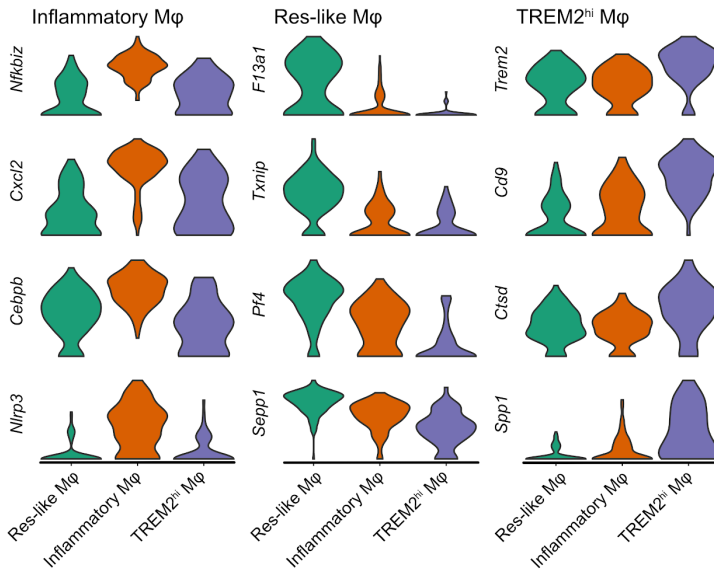 Inflammatory Mφ
Res-like Mφ
TREM2ʰⁱ Mφ
Nfkbiz
F13a1
Trem2
Cxcl2
Txnip
Cd9
Cebpb
Pf4
Ctsd
Nlrp3
Sepp1
Spp1
Res-like Mφ
Inflammatory Mφ
TREM2ʰⁱ Mφ
Res-like Mφ
Inflammatory Mφ
TREM2ʰⁱ Mφ
Res-like Mφ
Inflammatory Mφ
TREM2ʰⁱ Mφ